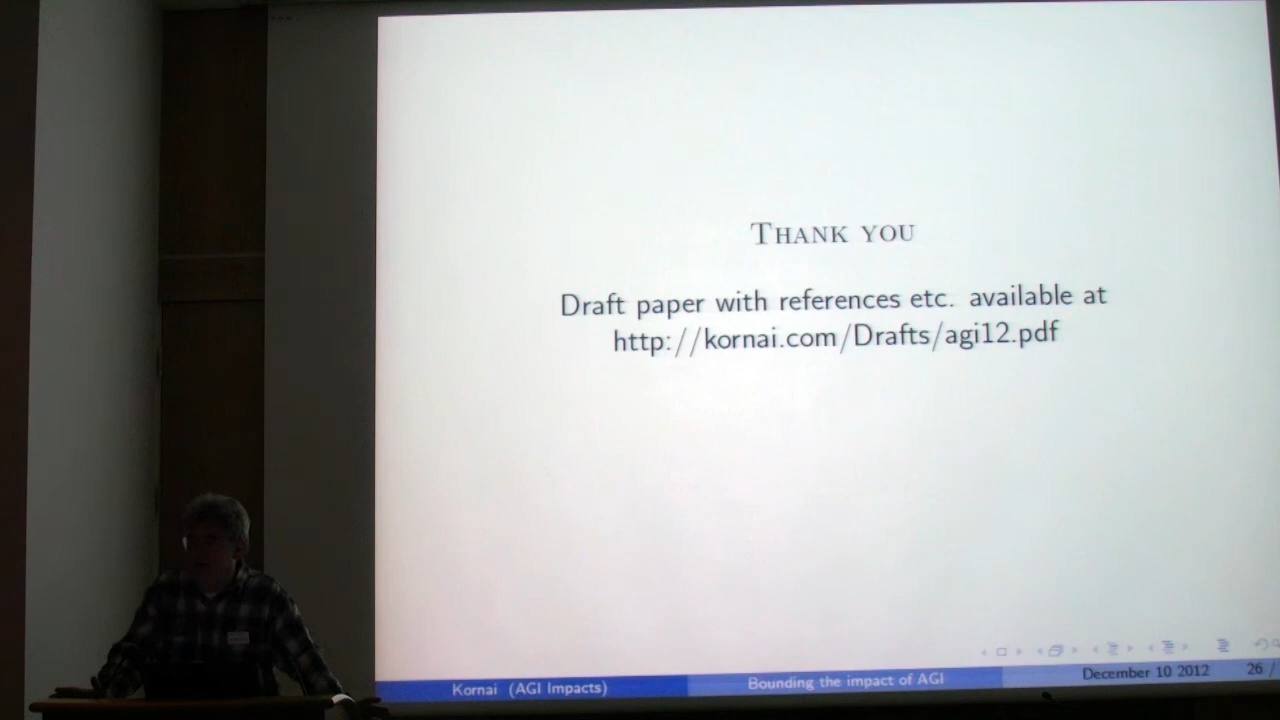 THANK YOU
Draft paper with references etc. available at
http://kornai.com/Drafts/agi12.pdf
Kornai (AGI Impacts)
Bounding the impact of AGI
December 10 2012
26 /